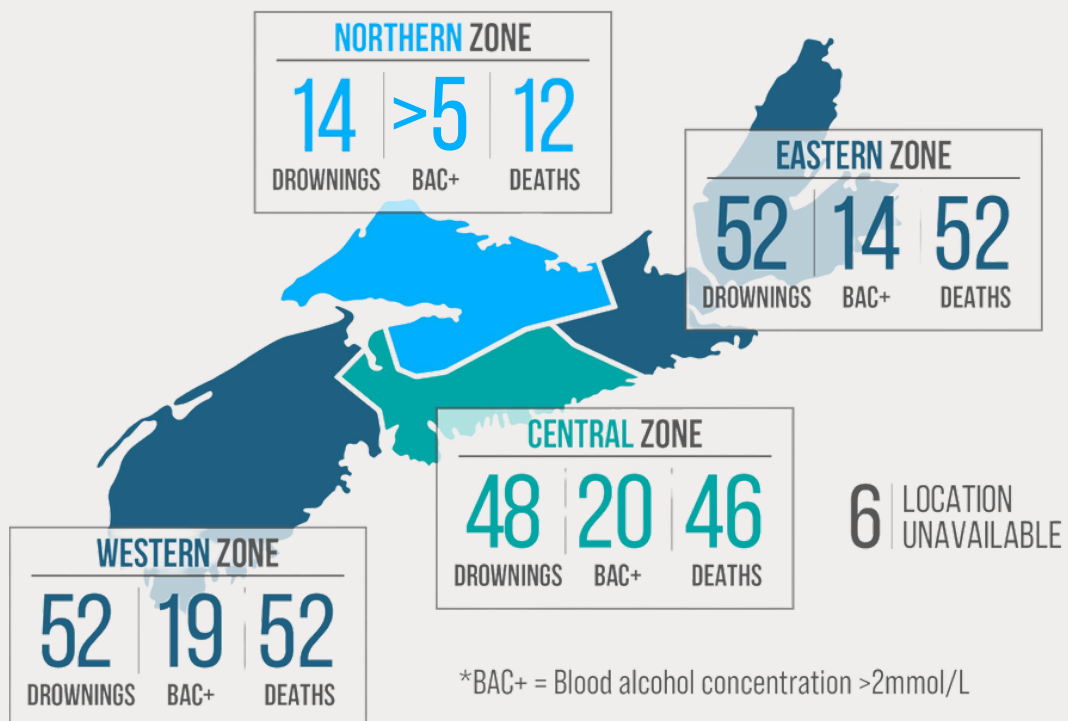 NORTHERN ZONE
14 >5 12
DROWNINGS BAC+ DEATHS
EASTERN ZONE
52 14 52
DROWNINGS BAC+ DEATHS
CENTRAL ZONE
48 20 46
DROWNINGS BAC+ DEATHS
6 LOCATION
UNAVAILABLE
WESTERN ZONE
52 19 52
DROWNINGS BAC+ DEATHS
*BAC+ = Blood alcohol concentration >2mmol/L